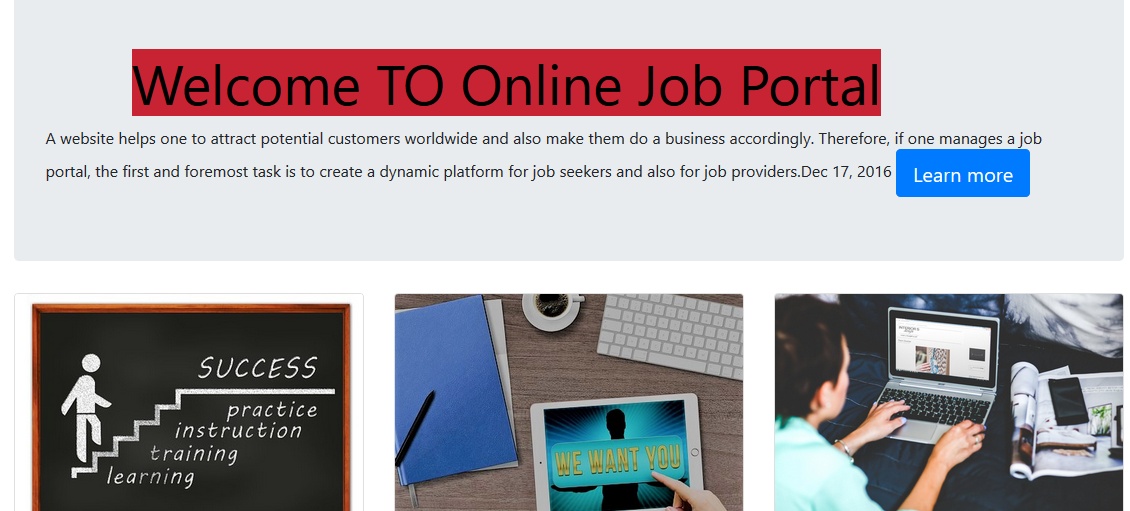 Welcome TO Online Job Portal
A website helps one to attract potential customers worldwide and also make them do a business accordingly. Therefore, if one manages a job
portal, the first and foremost task is to create a dynamic platform for job seekers and also for job providers.Dec 17, 2016 Learn more
SUCCESS
practice
instruction
training
learning
WE WANT YOU